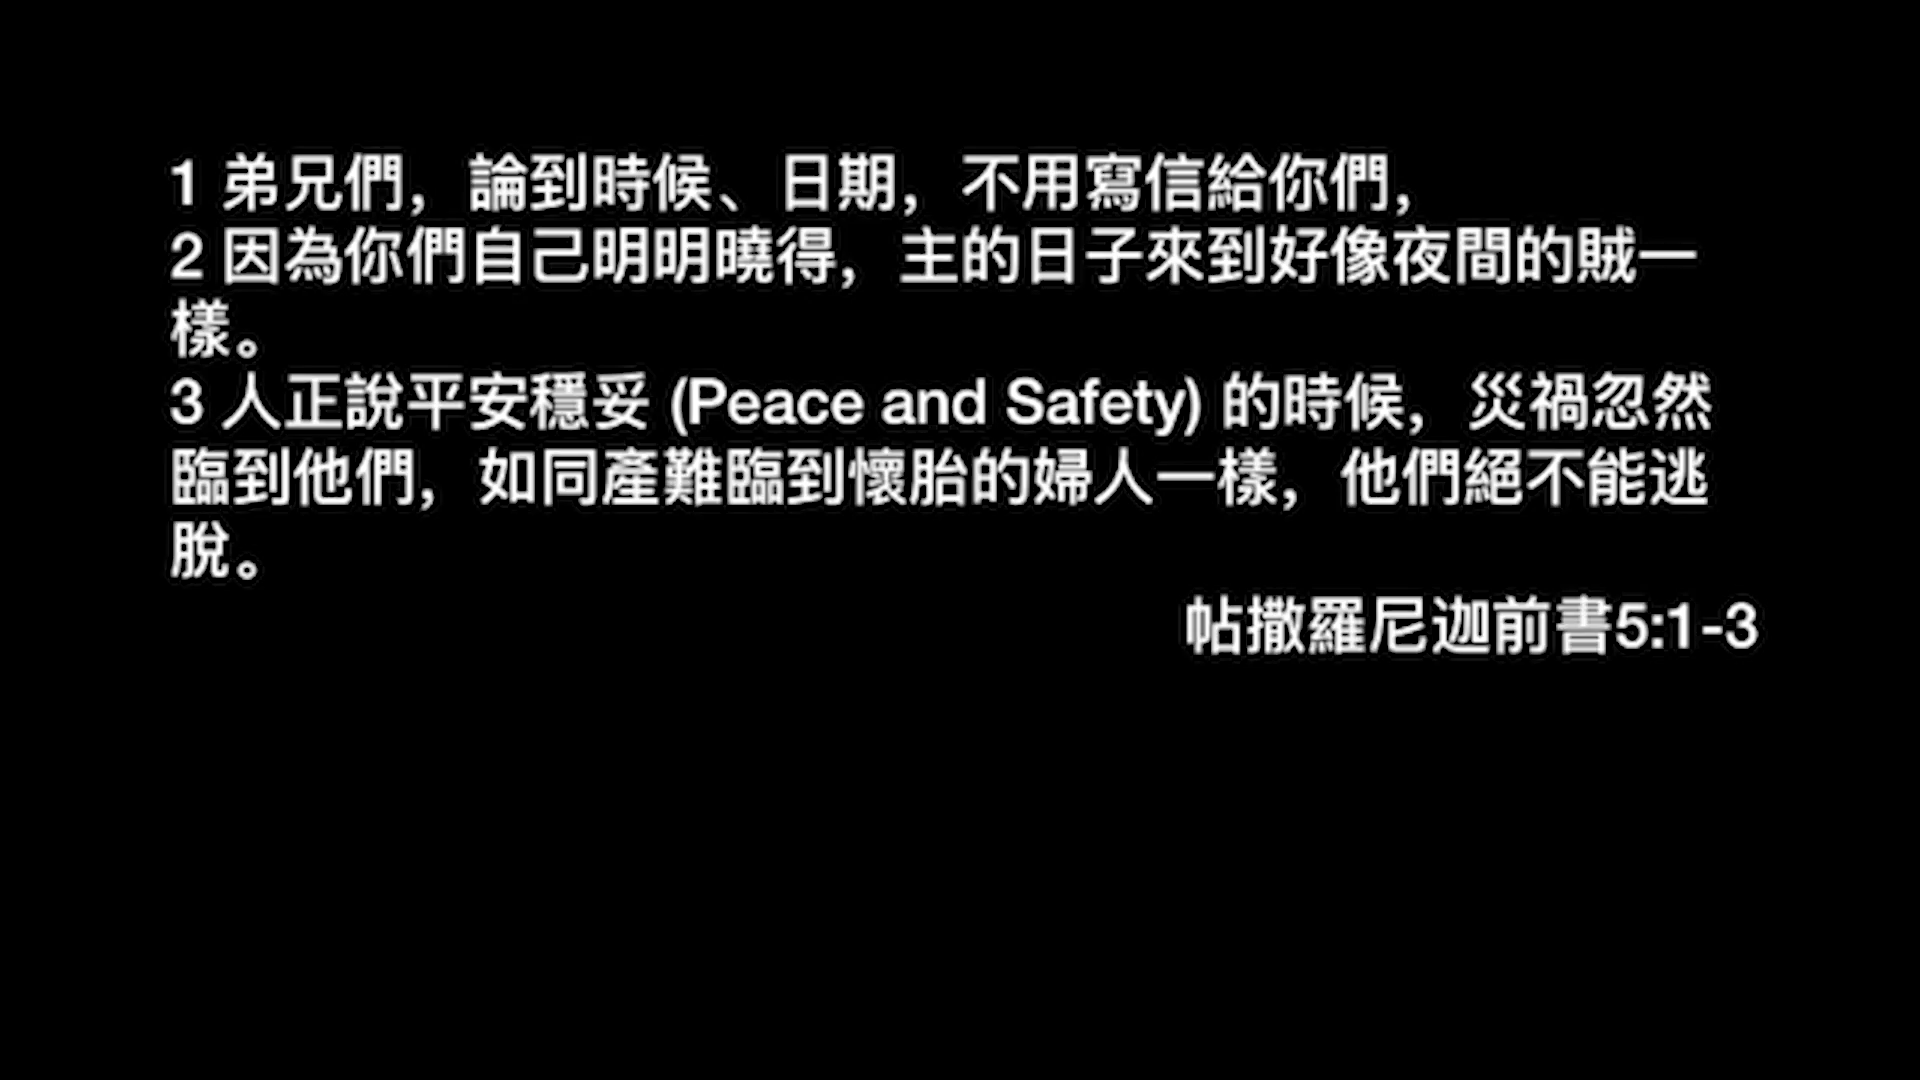 1 弟兄們，論到時候、日期，不用寫信給你們，
2 因為你們自己明明曉得，主的日子來到好像夜間的賊一
樣。
3 人正說平安穩妥 (Peace and Safety) 的時候，災禍忽然
臨到他們，如同產難臨到懷胎的婦人一樣，他們絕不能逃
脫。
帖撒羅尼迦前書5:1-3